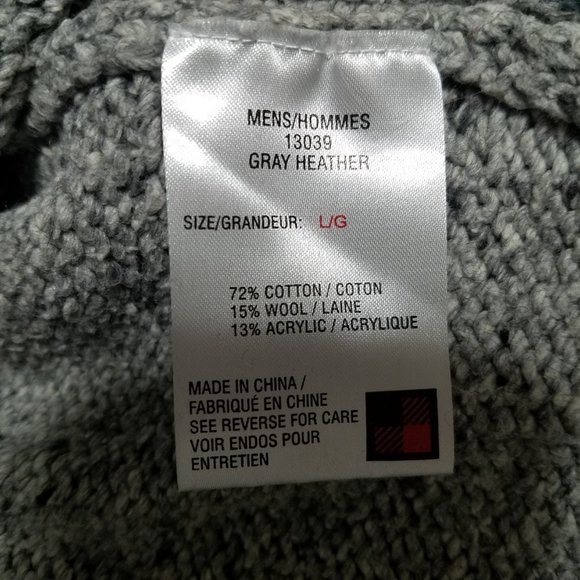 MENS/HOMMES
13039
GRAY HEATHER
SIZE/GRANDEUR: L/G
72% COTTON / COTON
15% WOOL / LAINE
13% ACRYLIC / ACRYLIQUE
MADE IN CHINA /
FABRIQUÉ EN CHINE
SEE REVERSE FOR CARE
VOIR ENDOS POUR
ENTRETIEN